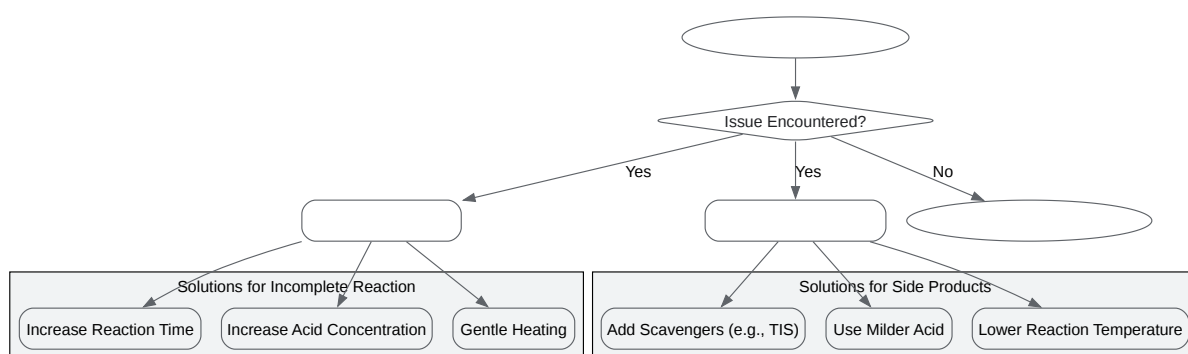 Issue Encountered?
Yes
Yes
No
Solutions for Incomplete Reaction
Solutions for Side Products
Increase Reaction Time
Increase Acid Concentration
Gentle Heating
Add Scavengers (e.g., TIS)
Use Milder Acid
Lower Reaction Temperature